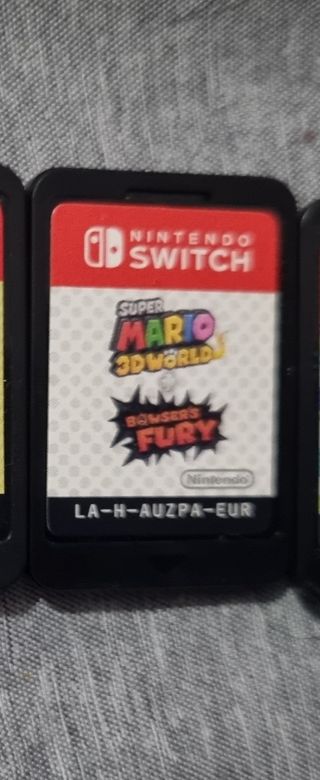 NINTENDO
SWITCH
SUPER
MARIO
3D WORLD
+
BOWSER'S
FURY
Nintendo
LA-H-AUZPA-EUR